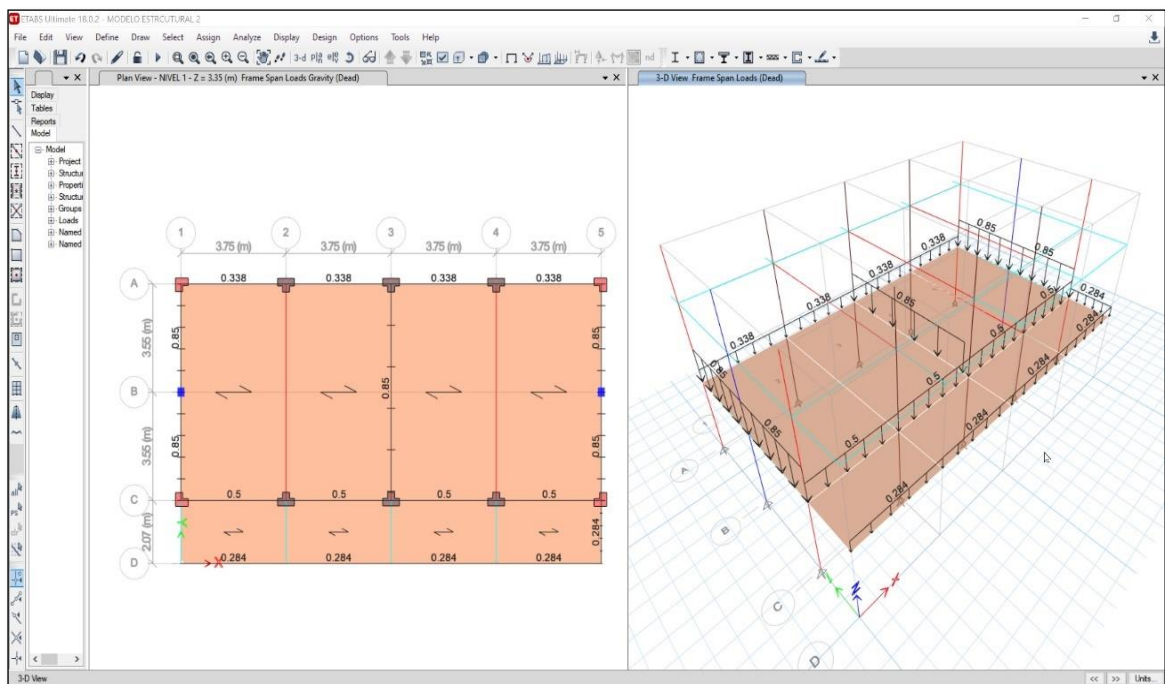 ETABS Ultimate 18.0.2 - MODELO ESTRCUTURAL 2
File Edit View Define Draw Select Assign Analyze Display Design Options Tools Help
3-d
nd
Display
Tables
Reports
Model
Model
Project
Structur
Properti
Structur
Groups
Loads
Named
Named
Plan View - NIVEL 1 - Z = 3.35 (m) Frame Span Loads Gravity (Dead)
1 2 3 4 5
3.75 (m) 3.75 (m) 3.75 (m) 3.75 (m)
A 0.338 0.338 0.338 0.338
3.55 (m) 0.85 0.85
B 0.85
3.55 (m) 0.85 0.85
C 0.5 0.5 0.5 0.5
2.07 (m) 0.284
D X 0.284 0.284 0.284 0.284
3-D View Frame Span Loads (Dead)
0.85
0.338
0.85
0.338
0.284
0.85
0.5
0.338
0.284
0.5
0.338
0.284
0.85
0.5
0.85
0.5
0.284
A
B
C
D
Z
X
all
PS
clr
3-D View
<< >> Units...